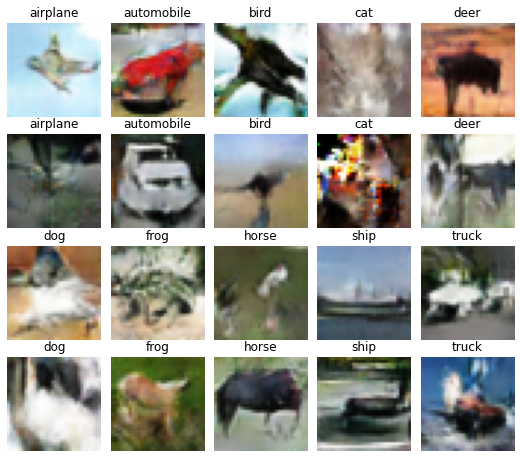 airplane automobile bird cat deer
airplane automobile bird cat deer
dog frog horse ship truck
dog frog horse ship truck